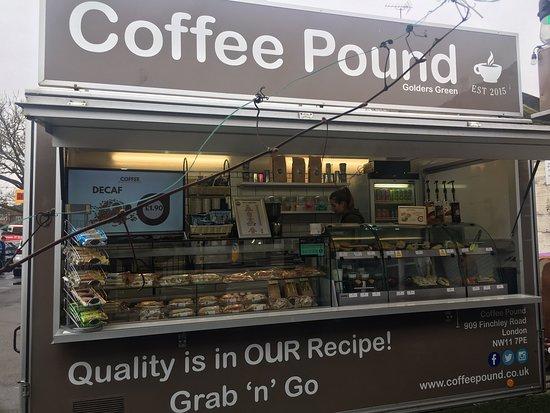 Coffee Pound
Golders Green
EST 2015
COFFEE
DECAF
£1.90
Coffee Pound
909 Finchley Road
London
NW11 7PE
Quality is in OUR Recipe!
Grab 'n' Go
www.coffeepound.co.uk